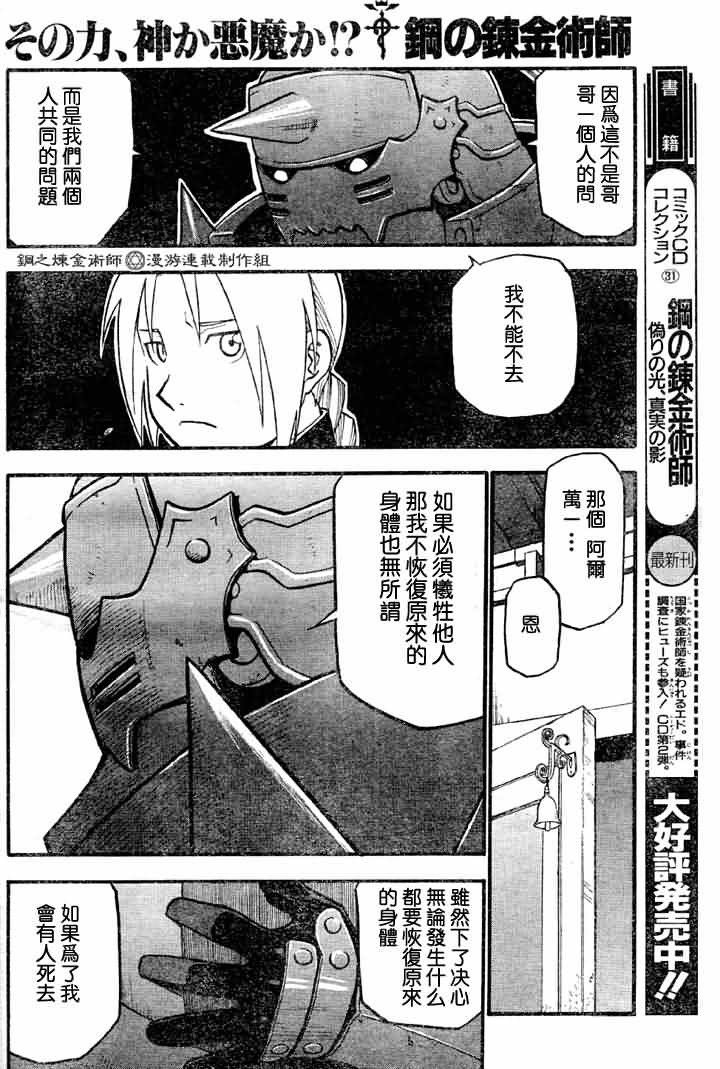 その力、神か悪魔か!?
鋼の錬金術師
因爲這不是哥
哥一個人的問
而是我們兩個
人共同的問題
鋼之煉金術師
漫游連載制作組
我不能不去
那個 阿爾
萬一…
恩
如果必須犧牲他人
那我不恢復原來的
身體也無所謂
雖然下了决心
無論發生什么
都要恢復原來
的身體
如果爲了我
會有人死去
書籍
コミックCD
コレクション
㉛
鋼の錬金術師
偽りの光、真実の影
最新刊
国家錬金術師を疑われるエド。事件
調査にヒューズも参入! CD第2弾。
大好評発売中!!